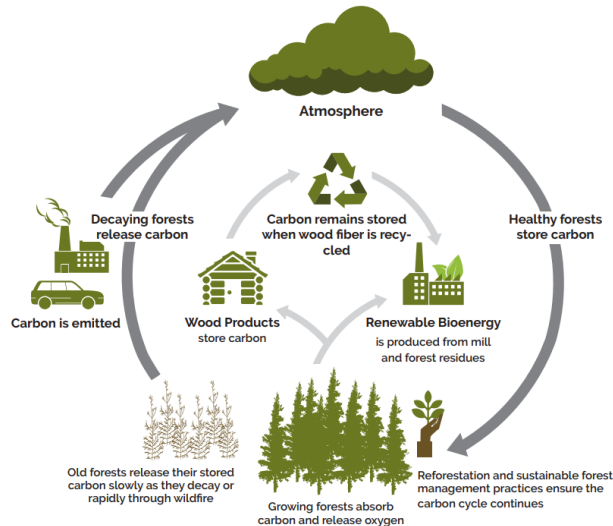 Atmosphere
Decaying forests
release carbon
Carbon remains stored
when wood fiber is recy-
cled
Healthy forests
store carbon
Carbon is emitted
Wood Products
store carbon
Renewable Bioenergy
is produced from mill
and forest residues
Old forests release their stored
carbon slowly as they decay or
rapidly through wildfire
Growing forests absorb
carbon and release oxygen
Reforestation and sustainable forest
management practices ensure the
carbon cycle continues